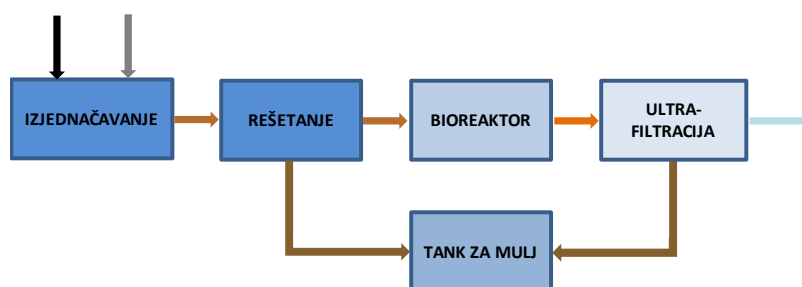 IZJEDNAČAVANJE
REŠETANJE
BIOREAKTOR
ULTRA-
FILTRACIJA
TANK ZA MULJ